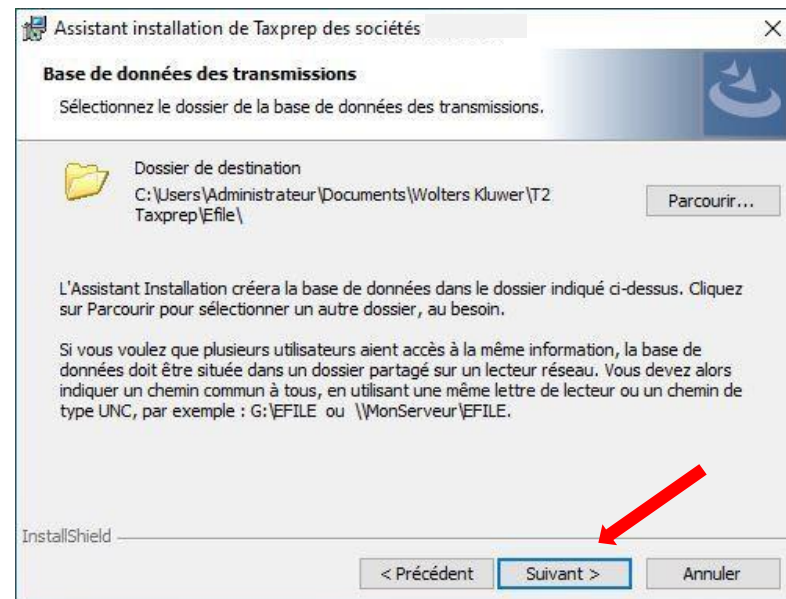 Assistant installation de Taxprep des sociétés
Base de données des transmissions
Sélectionnez le dossier de la base de données des transmissions.
Dossier de destination
C:\Users\Administrateur\Documents\Wolters Kluwer\T2
Taxprep\Efile\
Parcourir...
L'Assistant Installation créera la base de données dans le dossier indiqué ci-dessus. Cliquez
sur Parcourir pour sélectionner un autre dossier, au besoin.
Si vous voulez que plusieurs utilisateurs aient accès à la même information, la base de
données doit être située dans un dossier partagé sur un lecteur réseau. Vous devez alors
indiquer un chemin commun à tous, en utilisant une même lettre de lecteur ou un chemin de
type UNC, par exemple : G:\EFILE ou \\MonServeur\EFILE.
InstallShield
< Précédent
Suivant >
Annuler